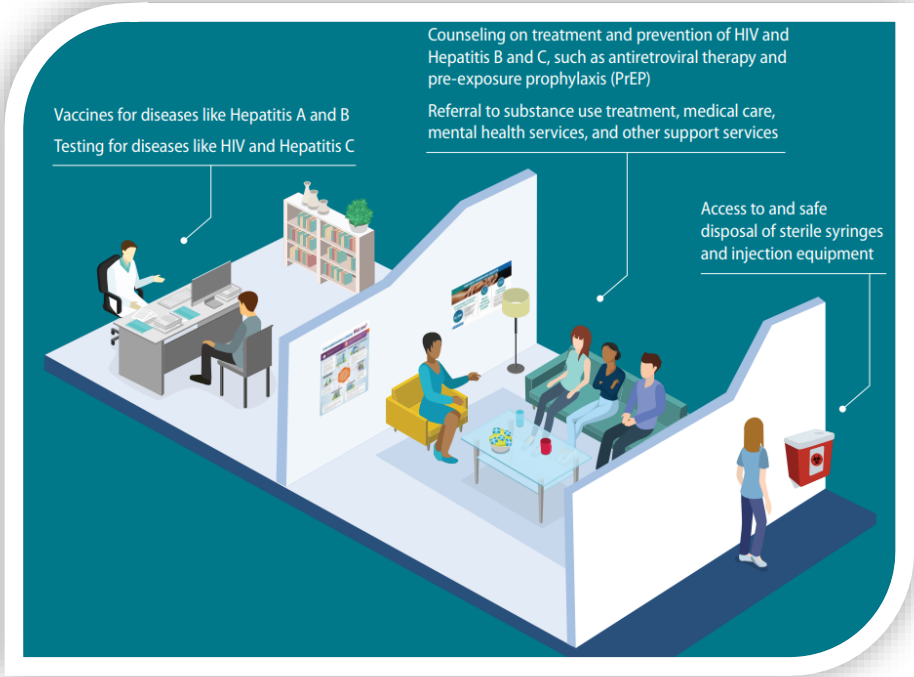 Vaccines for diseases like Hepatitis A and B
Testing for diseases like HIV and Hepatitis C
Counseling on treatment and prevention of HIV and
Hepatitis B and C, such as antiretroviral therapy and
pre-exposure prophylaxis (PrEP)
Referral to substance use treatment, medical care,
mental health services, and other support services
Access to and safe
disposal of sterile syringes
and injection equipment